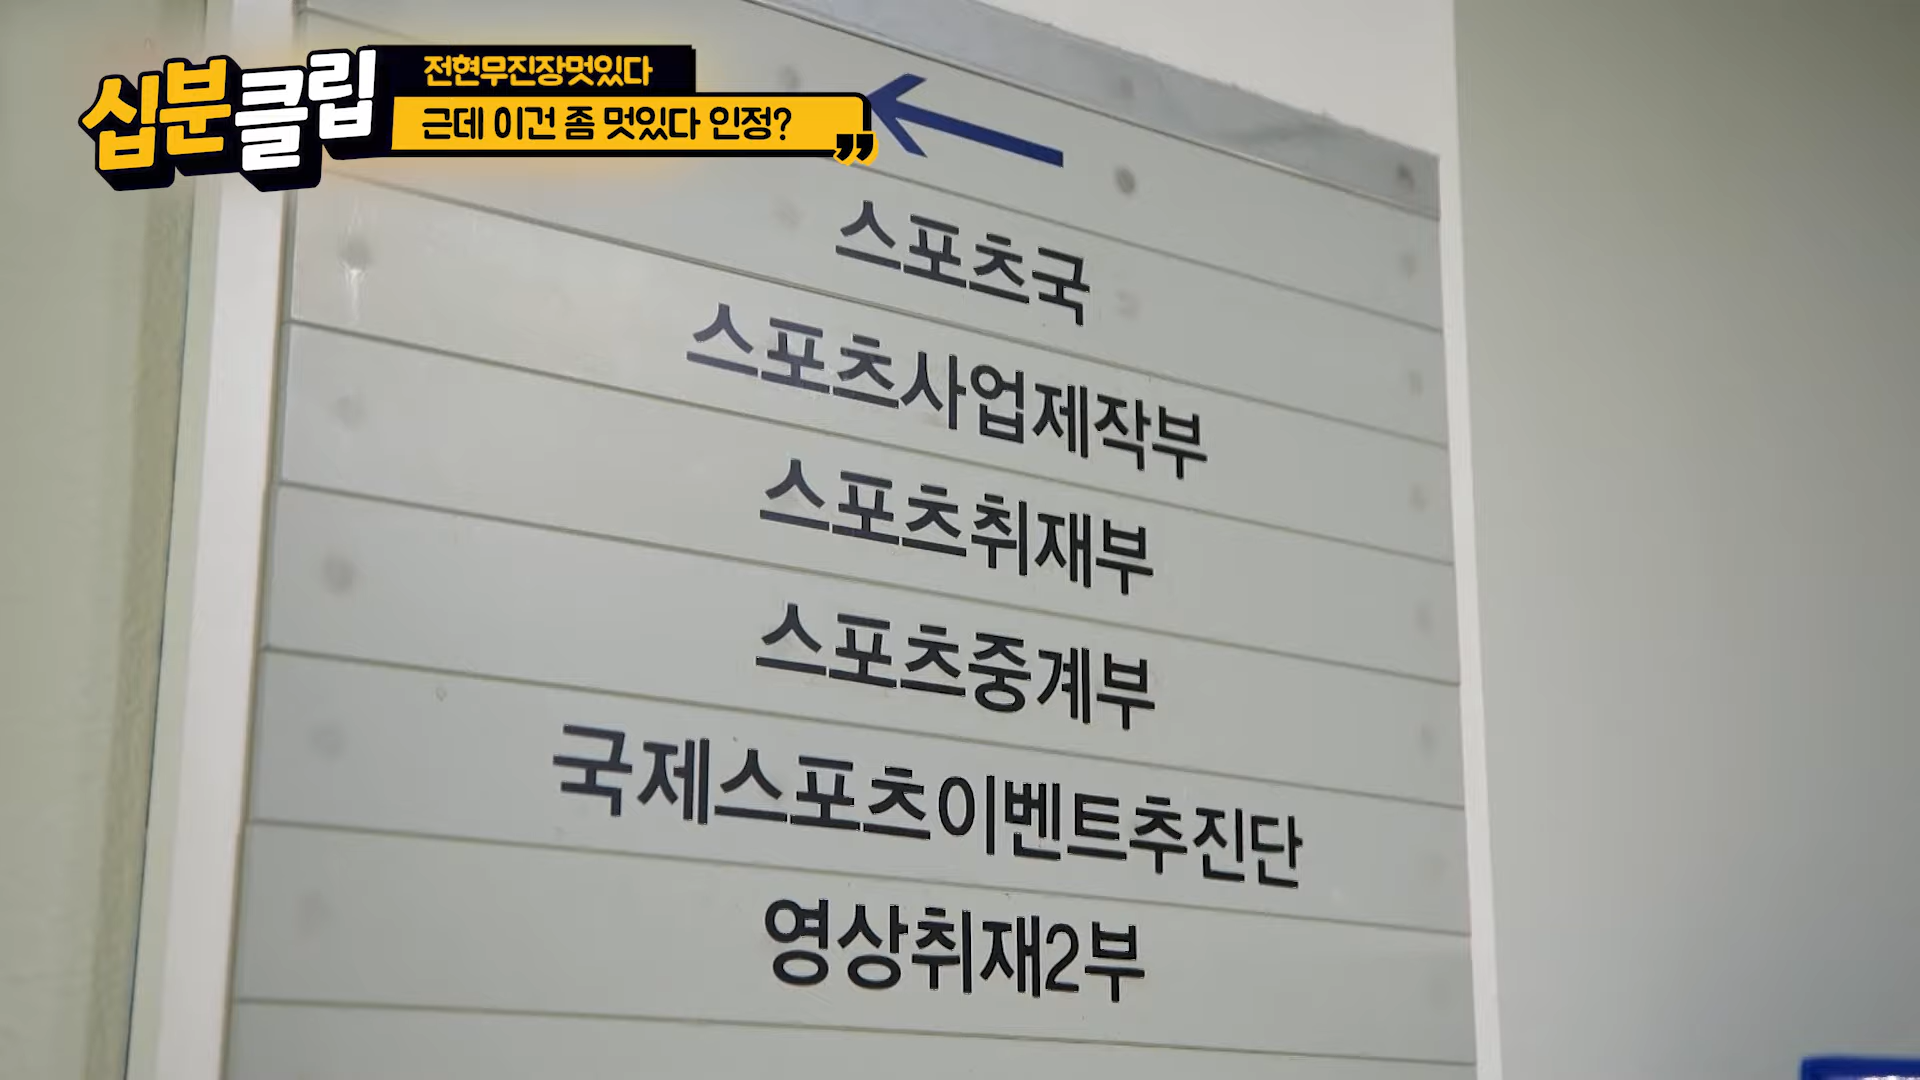 십분클립
전현무진장멋있다
근데 이건 좀 멋있다 인정?
스포츠국
스포츠사업제작부
스포츠취재부
스포츠중계부
국제스포츠이벤트추진단
영상취재2부